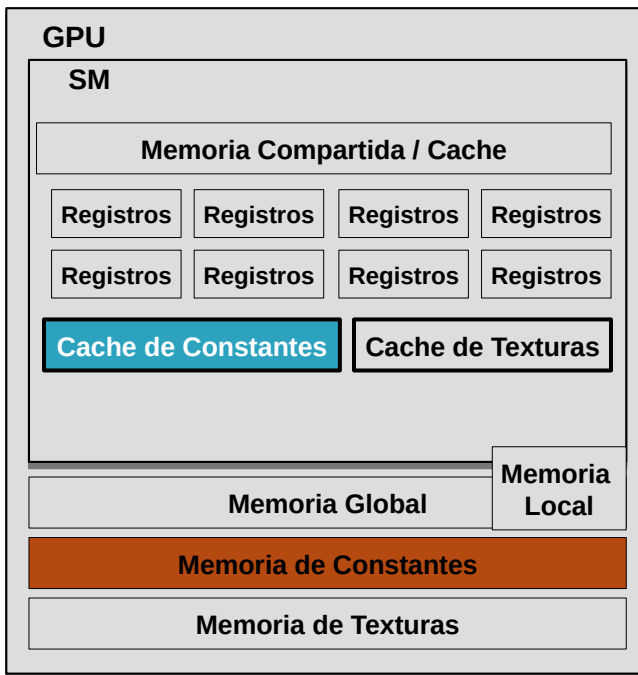 GPU
SM
Memoria Compartida / Cache
Registros Registros Registros Registros
Registros Registros Registros Registros
Cache de Constantes Cache de Texturas
Memoria Global
Memoria
Local
Memoria de Constantes
Memoria de Texturas